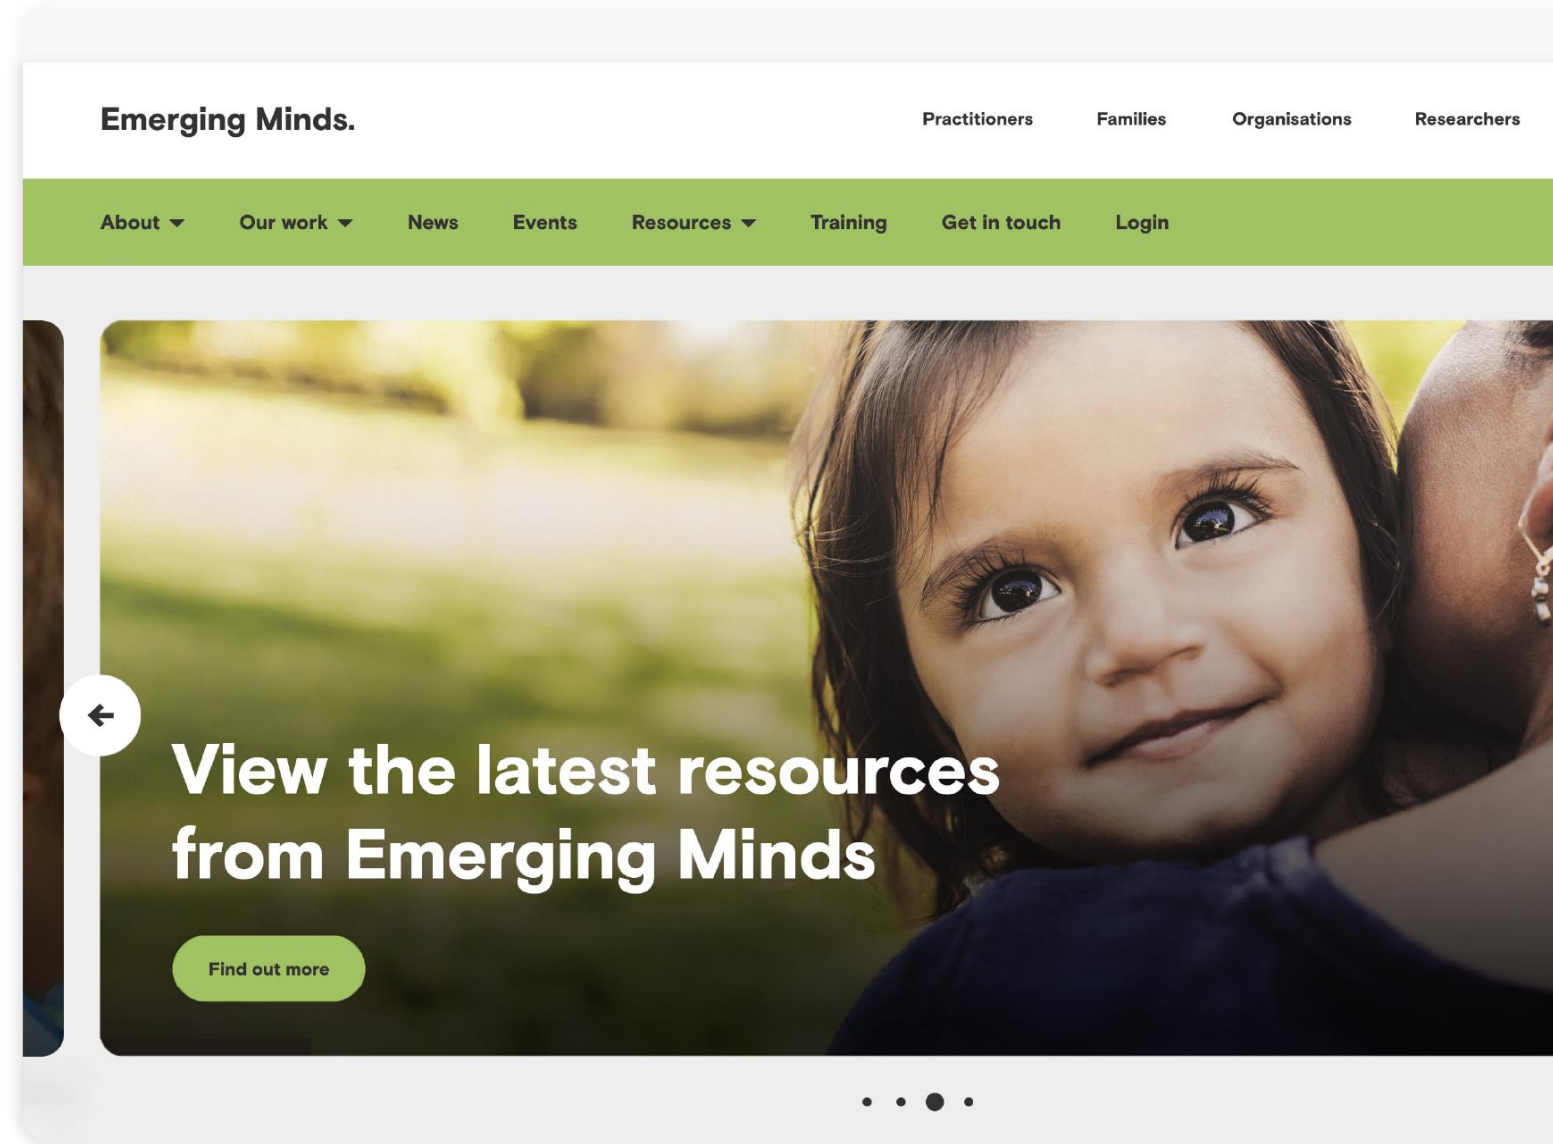 Emerging Minds.
Practitioners Families Organisations Researchers
About Our work News Events Resources Training Get in touch Login
View the latest resources
from Emerging Minds
Find out more